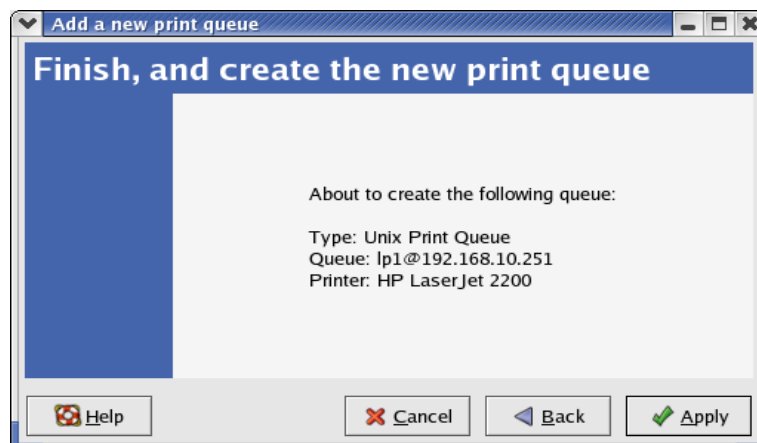 Add a new print queue
Finish, and create the new print queue
About to create the following queue:
Type: Unix Print Queue
Queue: lp1@192.168.10.251
Printer: HP LaserJet 2200
Help
Cancel
Back
Apply